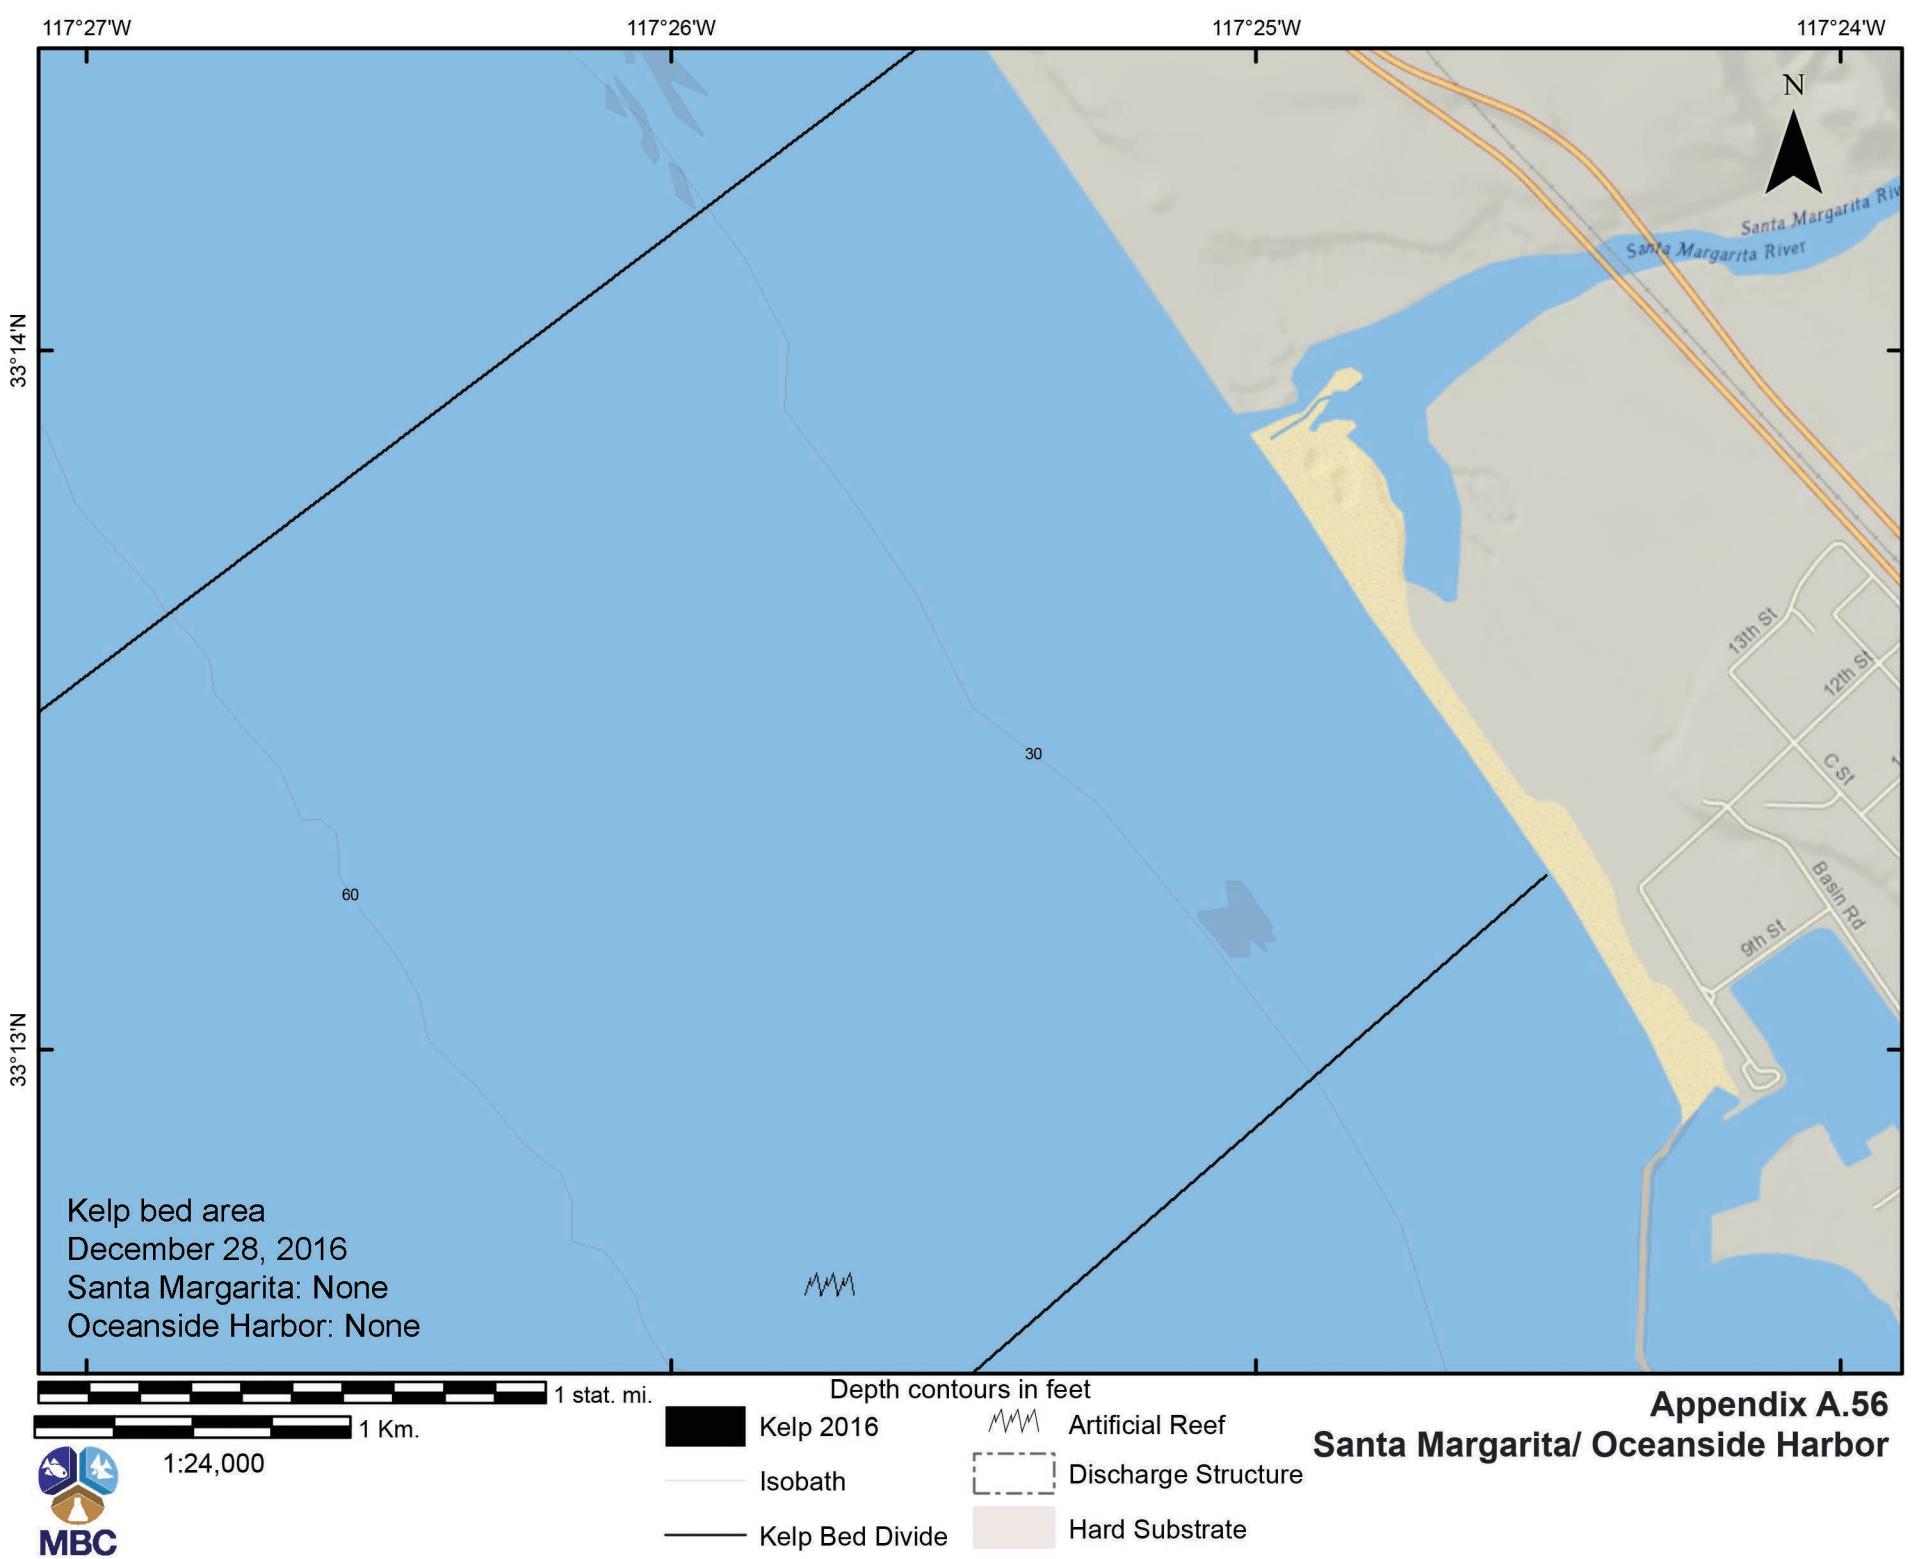 117°27'W
117°26'W
117°25'W
117°24'W
N
Santa Margarita Riv
Santa Margarita River
33°14'N
13th St
12th St
30
C St
1
60
Basin Rd
9th St
33°13'N
Kelp bed area
December 28, 2016
Santa Margarita: None
Oceanside Harbor: None
1 stat. mi.
1 Km.
1:24,000
MBC
Depth contours in feet
Kelp 2016
Isobath
Kelp Bed Divide
Artificial Reef
Discharge Structure
Hard Substrate
Appendix A.56
Santa Margarita/ Oceanside Harbor